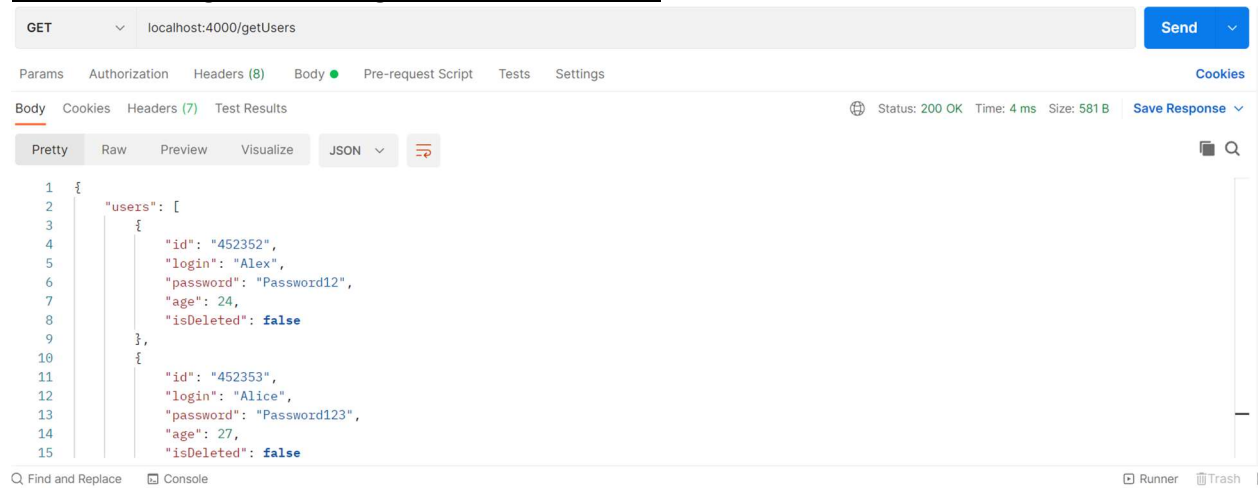 GET localhost:4000/getUsers Send
Params Authorization Headers (8) Body Pre-request Script Tests Settings Cookies
Body Cookies Headers (7) Test Results Status: 200 OK Time: 4 ms Size: 581 B Save Response
Pretty Raw Preview Visualize JSON
1 {
2 "users": [
3 {
4 "id": "452352",
5 "login": "Alex",
6 "password": "Password12",
7 "age": 24,
8 "isDeleted": false
9 },
10 {
11 "id": "452353",
12 "login": "Alice",
13 "password": "Password123",
14 "age": 27,
15 "isDeleted": false
Find and Replace Console Runner Trash